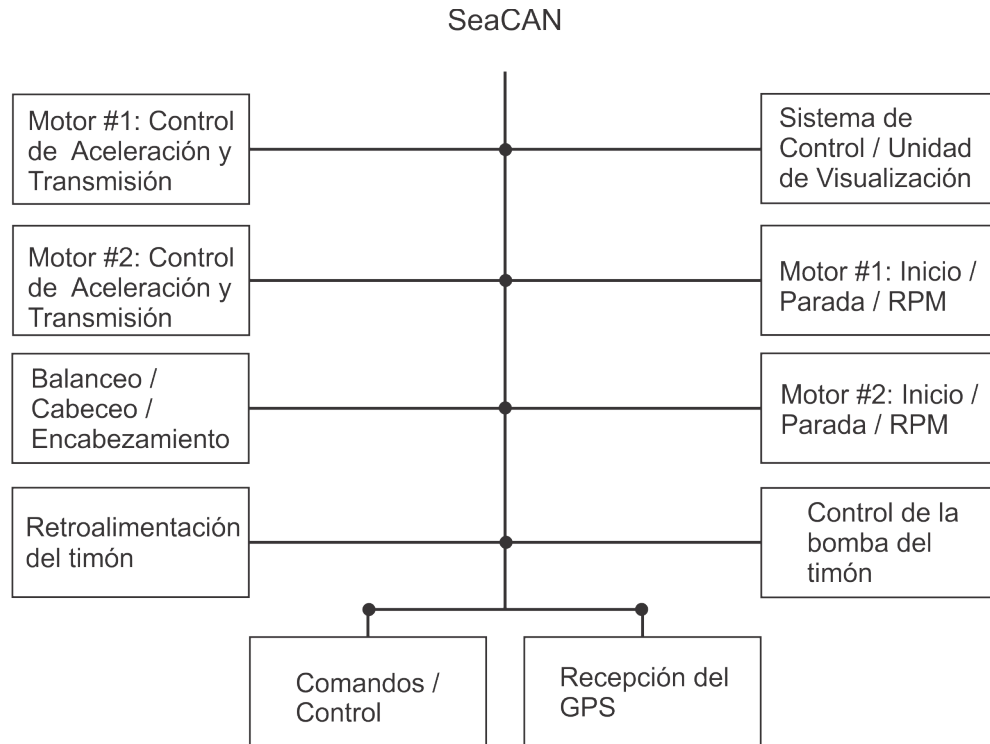 SeaCAN
Motor #1: Control
de Aceleración y
Transmisión
Sistema de
Control / Unidad
de Visualización
Motor #2: Control
de Aceleración y
Transmisión
Motor #1: Inicio /
Parada / RPM
Balanceo /
Cabeceo /
Encabezamiento
Motor #2: Inicio /
Parada / RPM
Retroalimentación
del timón
Control de la
bomba del
timón
Comandos /
Control
Recepción del
GPS